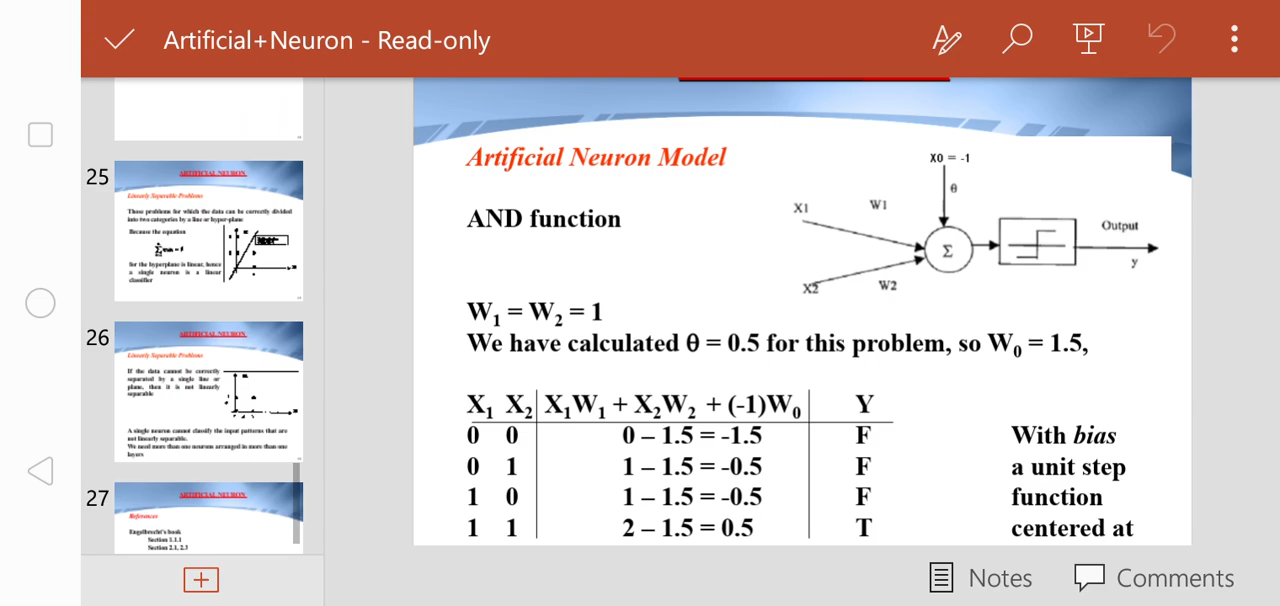 Artificial+Neuron - Read-only
25
ARTIFICIAL NEURON
Linearly Separable Problems
Those problems for which the data can be correctly divided
into two categories by a line or hyper-plane
Because the equation
for the hyperplane is linear, hence
a single neuron is a linear
classifier
26
ARTIFICIAL NEURON
Linearly Separable Problems
If the data cannot be correctly
separated by a single line or
plane, then it is not linearly
separable
A single neuron cannot classify the input patterns that are
not linearly separable.
We need more than one neuron arranged in more than one
layers
27
ARTIFICIAL NEURON
References
Engelbrecht's book
Section 1.1.1
Section 2.1, 2.3
Artificial Neuron Model
AND function
X0 = -1
θ
X1
W1
Σ
Output
y
X2
W2
W₁ = W₂ = 1
We have calculated θ = 0.5 for this problem, so W₀ = 1.5,
X₁ X₂ X₁W₁ + X₂W₂ + (-1)W₀ Y
0 0 0 – 1.5 = -1.5 F With bias
0 1 1 – 1.5 = -0.5 F a unit step
1 0 1 – 1.5 = -0.5 F function
1 1 2 – 1.5 = 0.5 T centered at
Notes
Comments